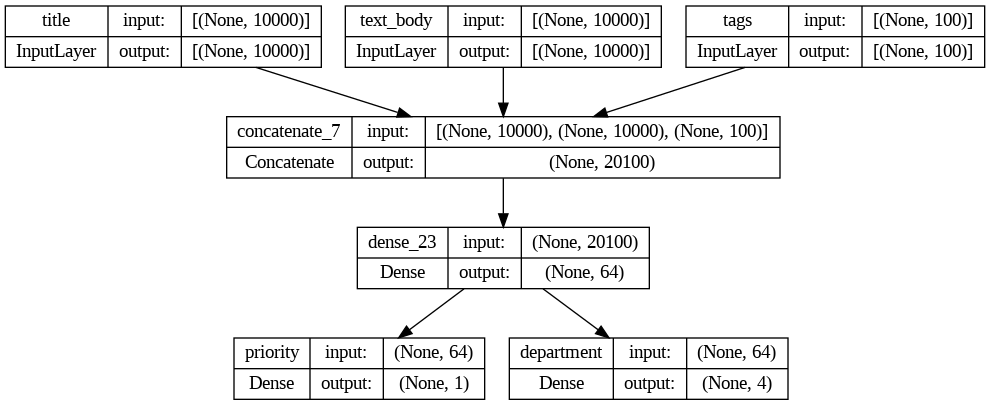 title input: [(None, 10000)] text_body input: [(None, 10000)] tags input: [(None, 100)]
InputLayer output: [(None, 10000)] InputLayer output: [(None, 10000)] InputLayer output: [(None, 100)]
concatenate_7 input: [(None, 10000), (None, 10000), (None, 100)]
Concatenate output: (None, 20100)
dense_23 input: (None, 20100)
Dense output: (None, 64)
priority input: (None, 64) department input: (None, 64)
Dense output: (None, 1) Dense output: (None, 4)